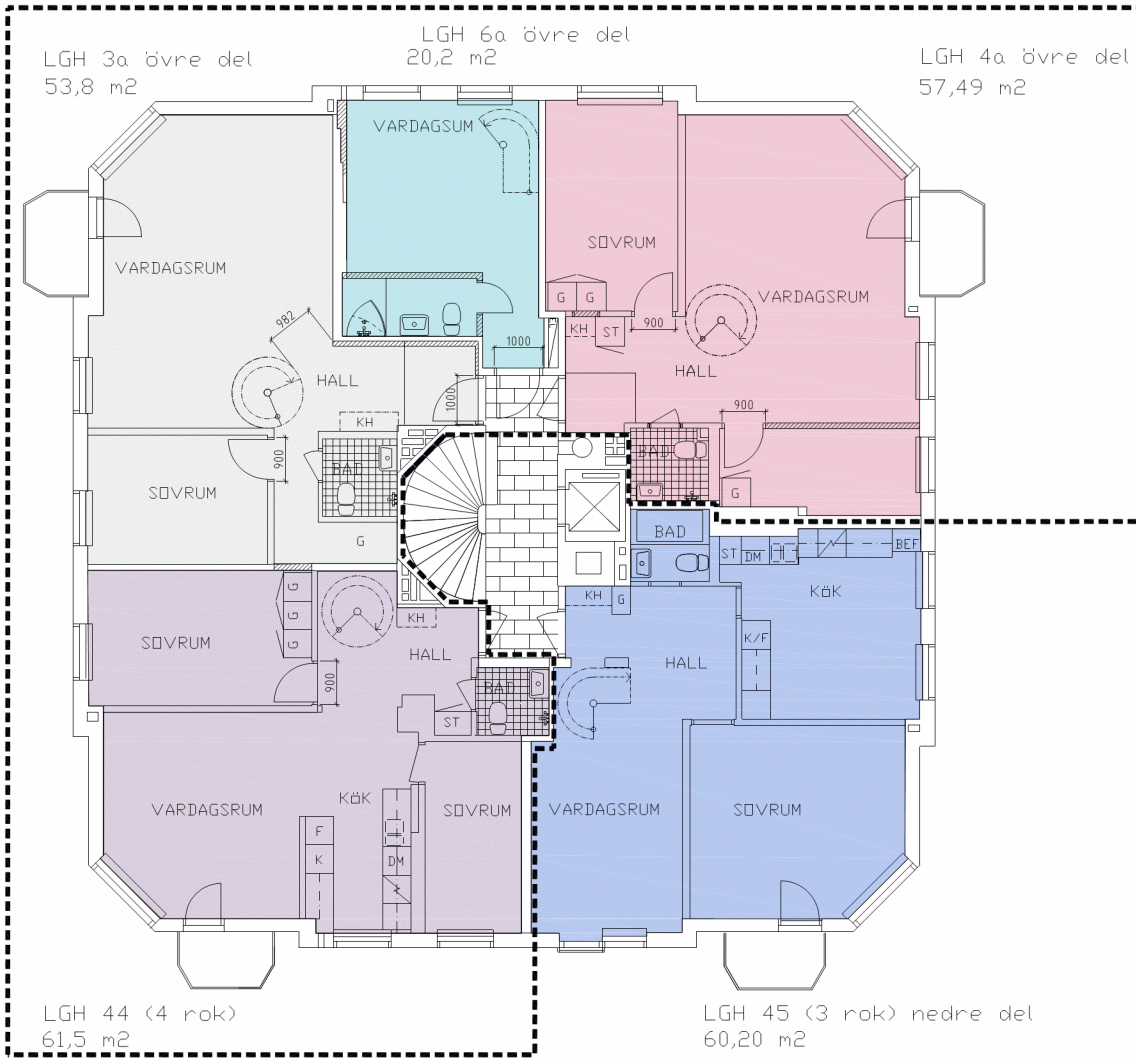 LGH 6a övre del
20,2 m2
LGH 3a övre del
53,8 m2
LGH 4a övre del
57,49 m2
VARDAGSUM
SOVRUM
VARDAGSRUM
VARDAGSRUM
G G
982
KH ST 900
1000
HALL
HALL
1000
KH
900
900
BAD
BAD
SOVRUM
G
G
BAD
ST DM BEF
KÖK
KH G
G
G
G
KH
K/F
SOVRUM
HALL
HALL
900
BAD
ST
KÖK
VARDAGSRUM
SOVRUM
VARDAGSRUM
SOVRUM
F
K
DM
LGH 44 (4 rok)
61,5 m2
LGH 45 (3 rok) nedre del
60,20 m2